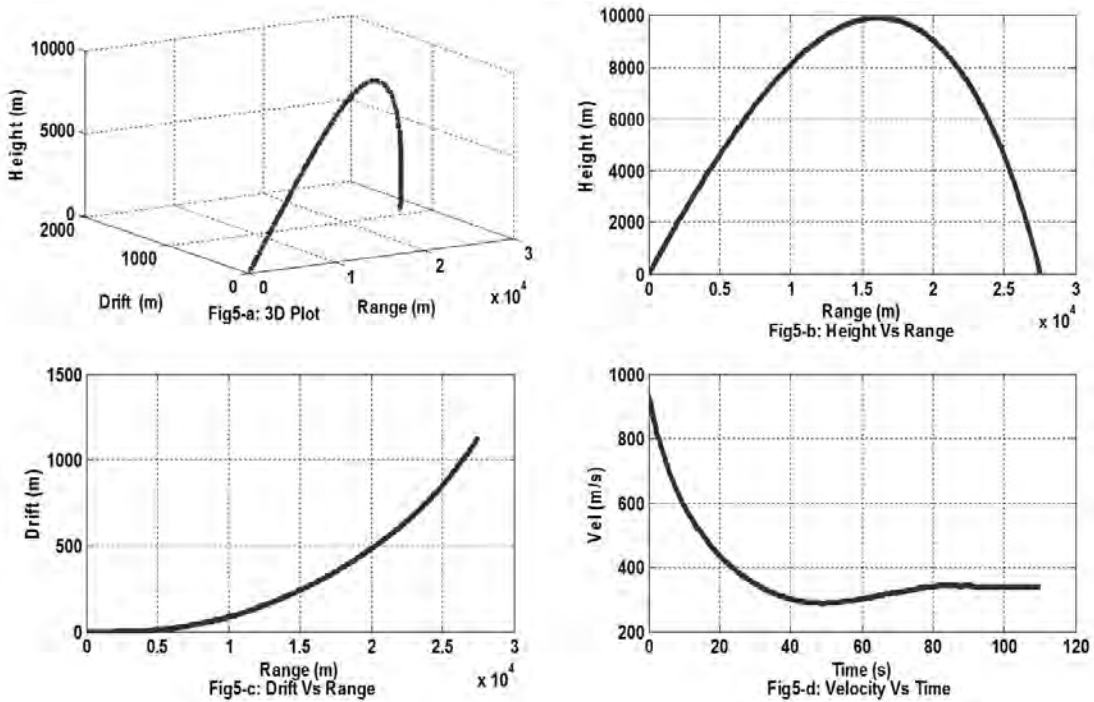 10000
5000
0
2000
1000
0
0
1
2
3
x 10^4
Height (m)
Drift (m)
Range (m)
Fig5-a: 3D Plot
10000
8000
6000
4000
2000
0
Height (m)
0 0.5 1 1.5 2 2.5 3
Range (m)
x 10^4
Fig5-b: Height Vs Range
1500
1000
500
0
Drift (m)
0 0.5 1 1.5 2 2.5 3
Range (m)
x 10^4
Fig5-c: Drift Vs Range
1000
800
600
400
200
Vel (m/s)
0 20 40 60 80 100 120
Time (s)
Fig5-d: Velocity Vs Time